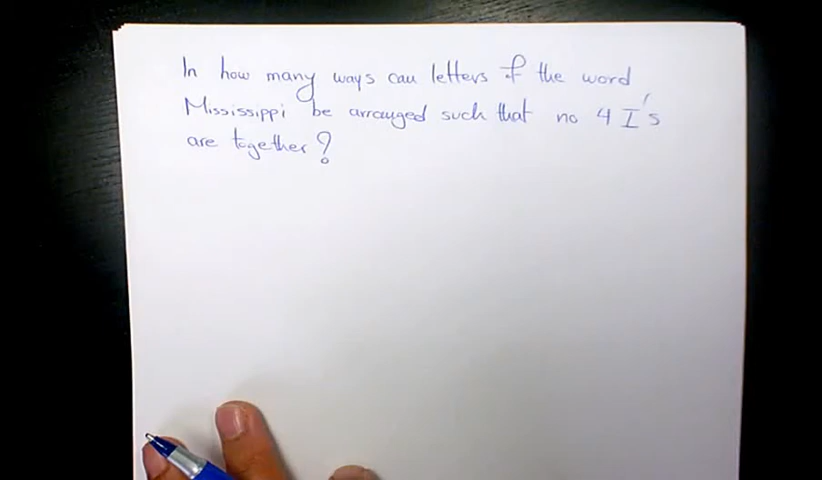 In how many ways can letters of the word
Mississippi be arranged such that no 4 I's
are together?